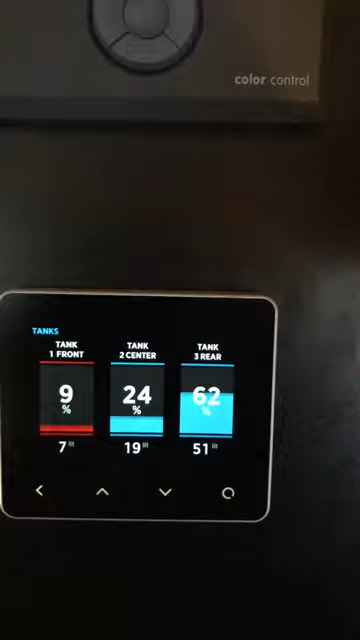 color control
TANKS
TANK TANK TANK
1 FRONT 2 CENTER 3 REAR
9 24 62
% % %
7 lit 19 lit 51 lit